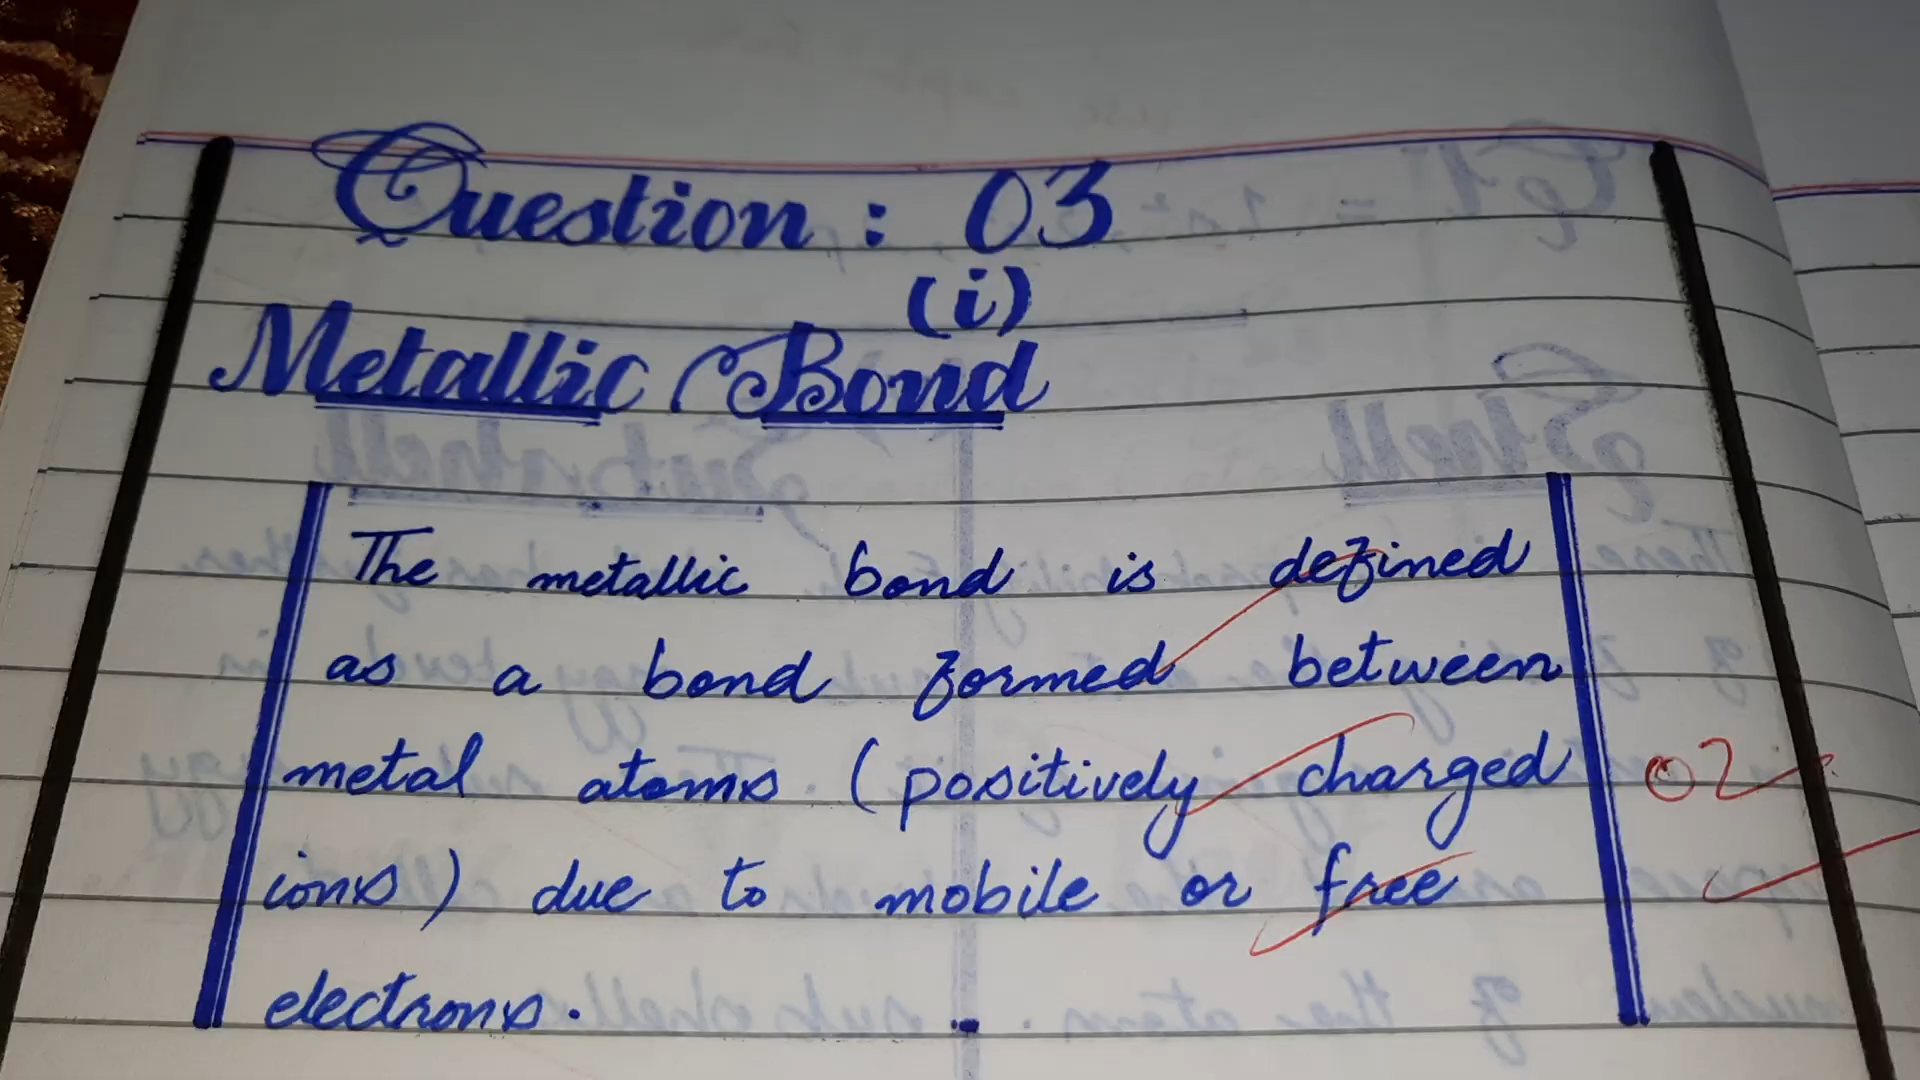 Question : 03
(i)
Metallic Bond
The metallic bond is defined
as a bond formed between
metal atoms. (positively charged
ions) due to mobile or free
electrons.
02